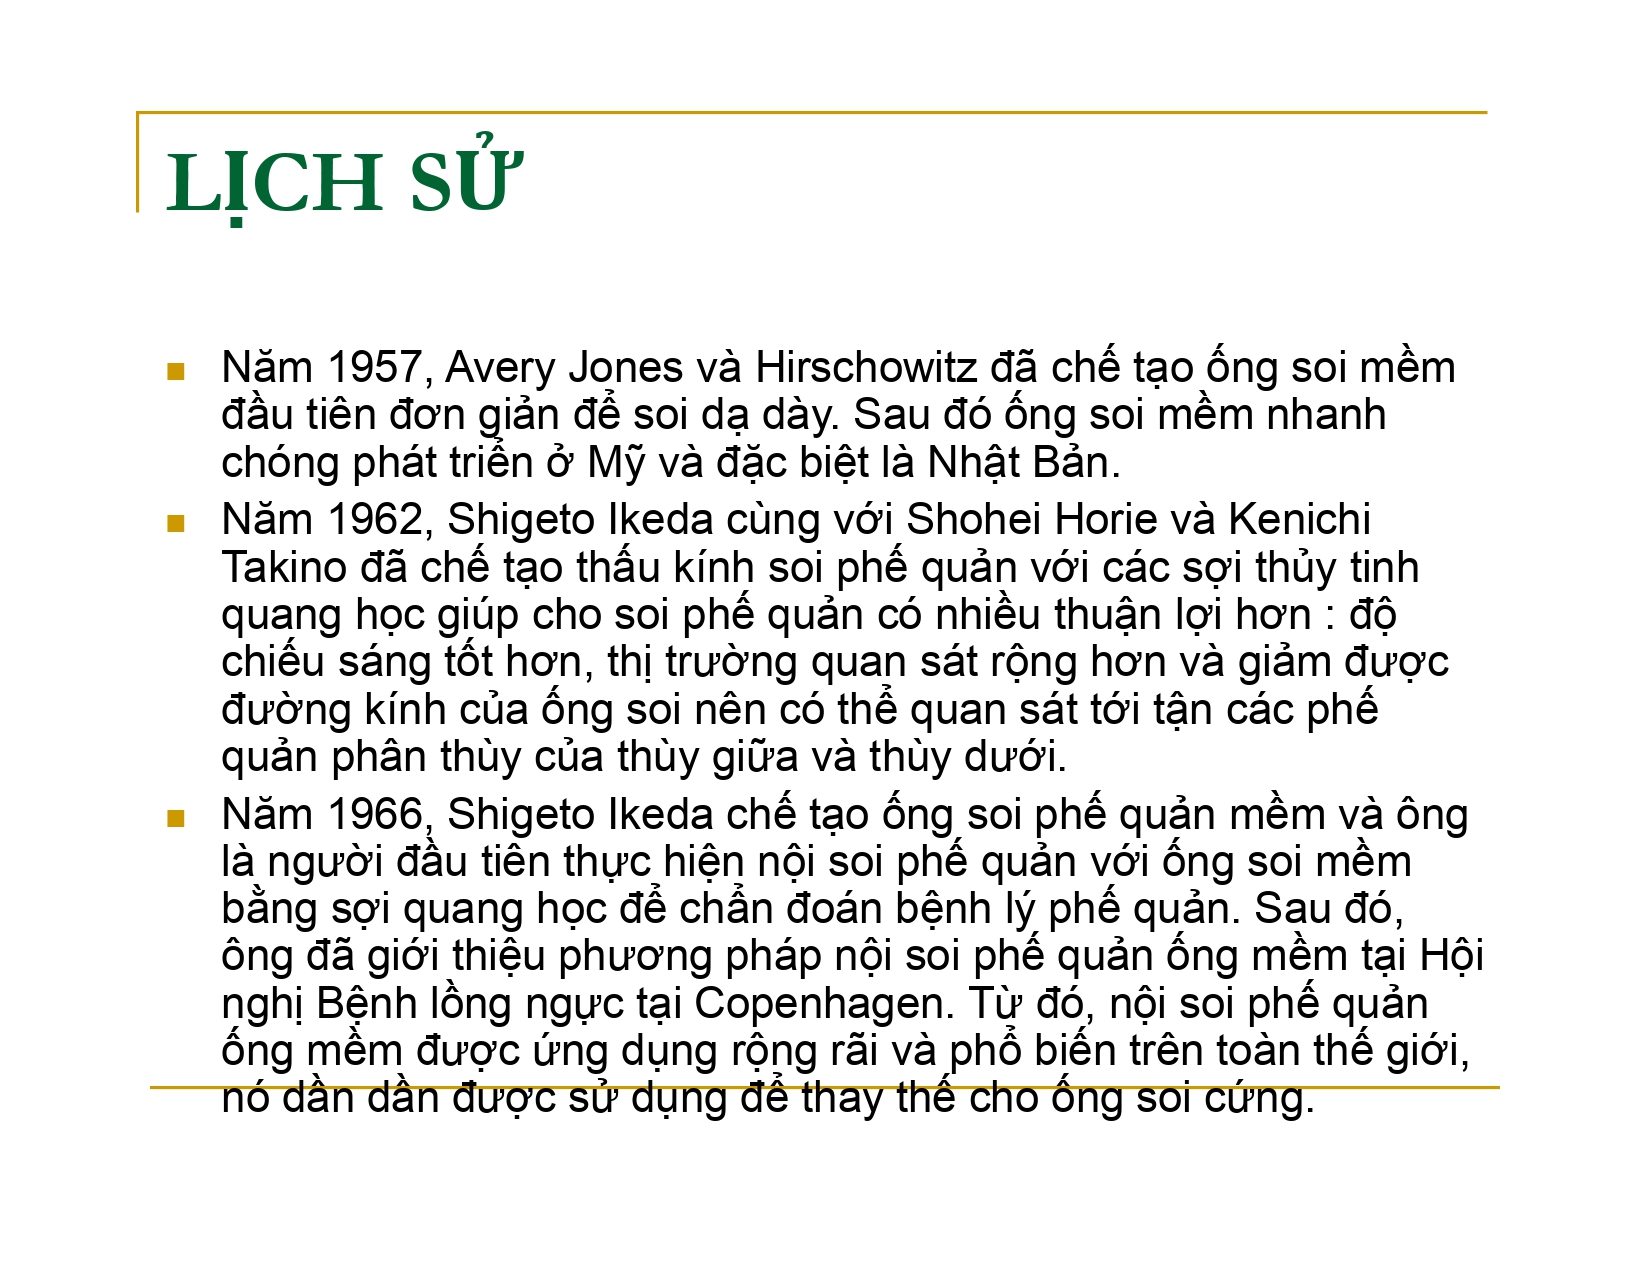 LỊCH SỬ
Năm 1957, Avery Jones và Hirschowitz đã chế tạo ống soi mềm
đầu tiên đơn giản để soi dạ dày. Sau đó ống soi mềm nhanh
chóng phát triển ở Mỹ và đặc biệt là Nhật Bản.
Năm 1962, Shigeto Ikeda cùng với Shohei Horie và Kenichi
Takino đã chế tạo thấu kính soi phế quản với các sợi thủy tinh
quang học giúp cho soi phế quản có nhiều thuận lợi hơn : độ
chiếu sáng tốt hơn, thị trường quan sát rộng hơn và giảm được
đường kính của ống soi nên có thể quan sát tới tận các phế
quản phân thùy của thùy giữa và thùy dưới.
Năm 1966, Shigeto Ikeda chế tạo ống soi phế quản mềm và ông
là người đầu tiên thực hiện nội soi phế quản với ống soi mềm
bằng sợi quang học để chẩn đoán bệnh lý phế quản. Sau đó,
ông đã giới thiệu phương pháp nội soi phế quản ống mềm tại Hội
nghị Bệnh lồng ngực tại Copenhagen. Từ đó, nội soi phế quản
ống mềm được ứng dụng rộng rãi và phổ biến trên toàn thế giới,
nó dần dần được sử dụng để thay thế cho ống soi cứng.